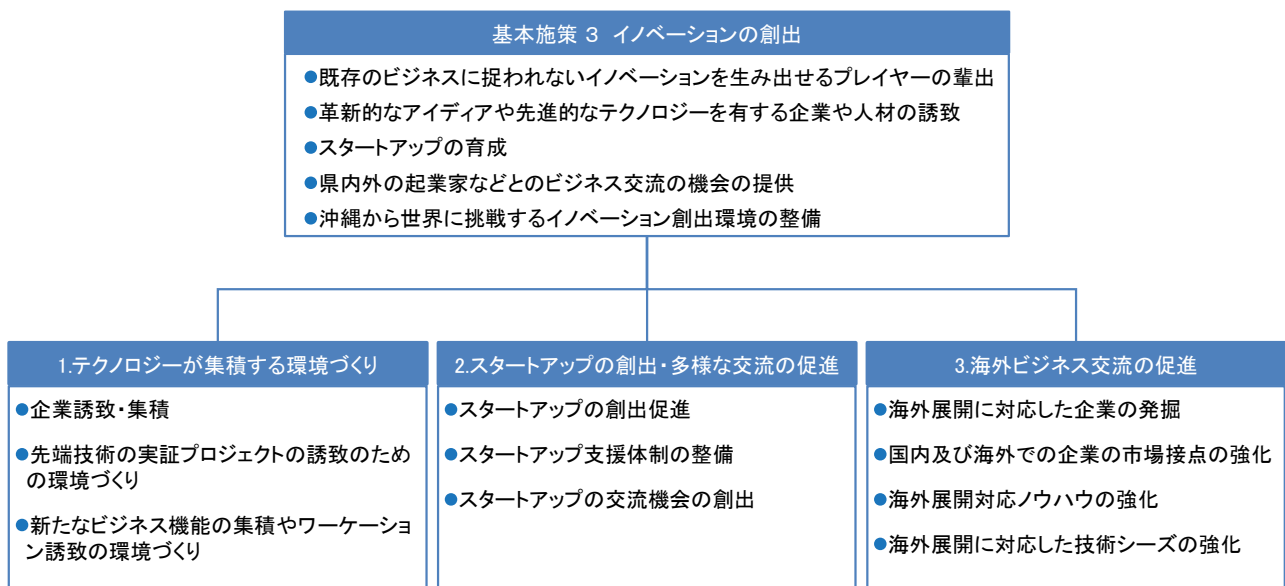 基本施策 3 イノベーションの創出
●既存のビジネスに捉われないイノベーションを生み出せるプレイヤーの輩出
●革新的なアイディアや先進的なテクノロジーを有する企業や人材の誘致
●スタートアップの育成
●県内外の起業家などとのビジネス交流の機会の提供
●沖縄から世界に挑戦するイノベーション創出環境の整備
1.テクノロジーが集積する環境づくり
●企業誘致・集積
●先端技術の実証プロジェクトの誘致のため
の環境づくり
●新たなビジネス機能の集積やワーケーショ
ン誘致の環境づくり
2.スタートアップの創出・多様な交流の促進
●スタートアップの創出促進
●スタートアップ支援体制の整備
●スタートアップの交流機会の創出
3.海外ビジネス交流の促進
●海外展開に対応した企業の発掘
●国内及び海外での企業の市場接点の強化
●海外展開対応ノウハウの強化
●海外展開に対応した技術シーズの強化